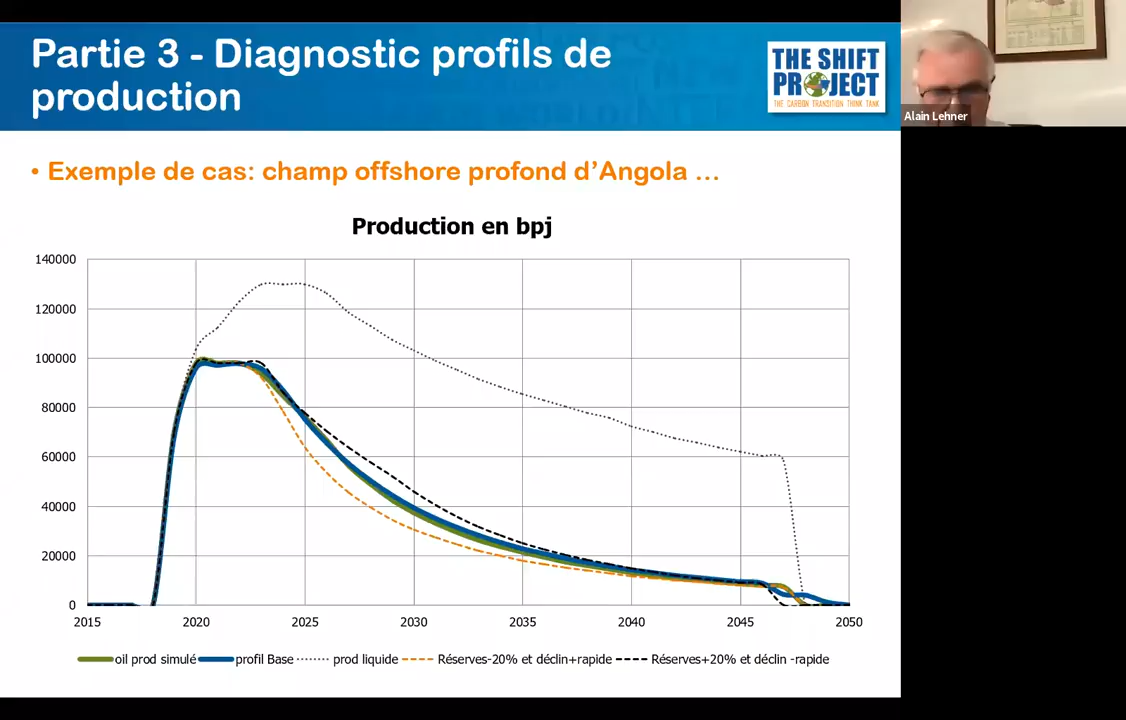 Partie 3 - Diagnostic profils de
production
THE SHIFT
PROJECT
THE CARBON TRANSITION THINK TANK
Alain Lehner
• Exemple de cas: champ offshore profond d’Angola ...
Production en bpj
140000
120000
100000
80000
60000
40000
20000
0
2015 2020 2025 2030 2035 2040 2045 2050
oil prod simulé profil Base prod liquide Réserves-20% et déclin+rapide Réserves+20% et déclin -rapide